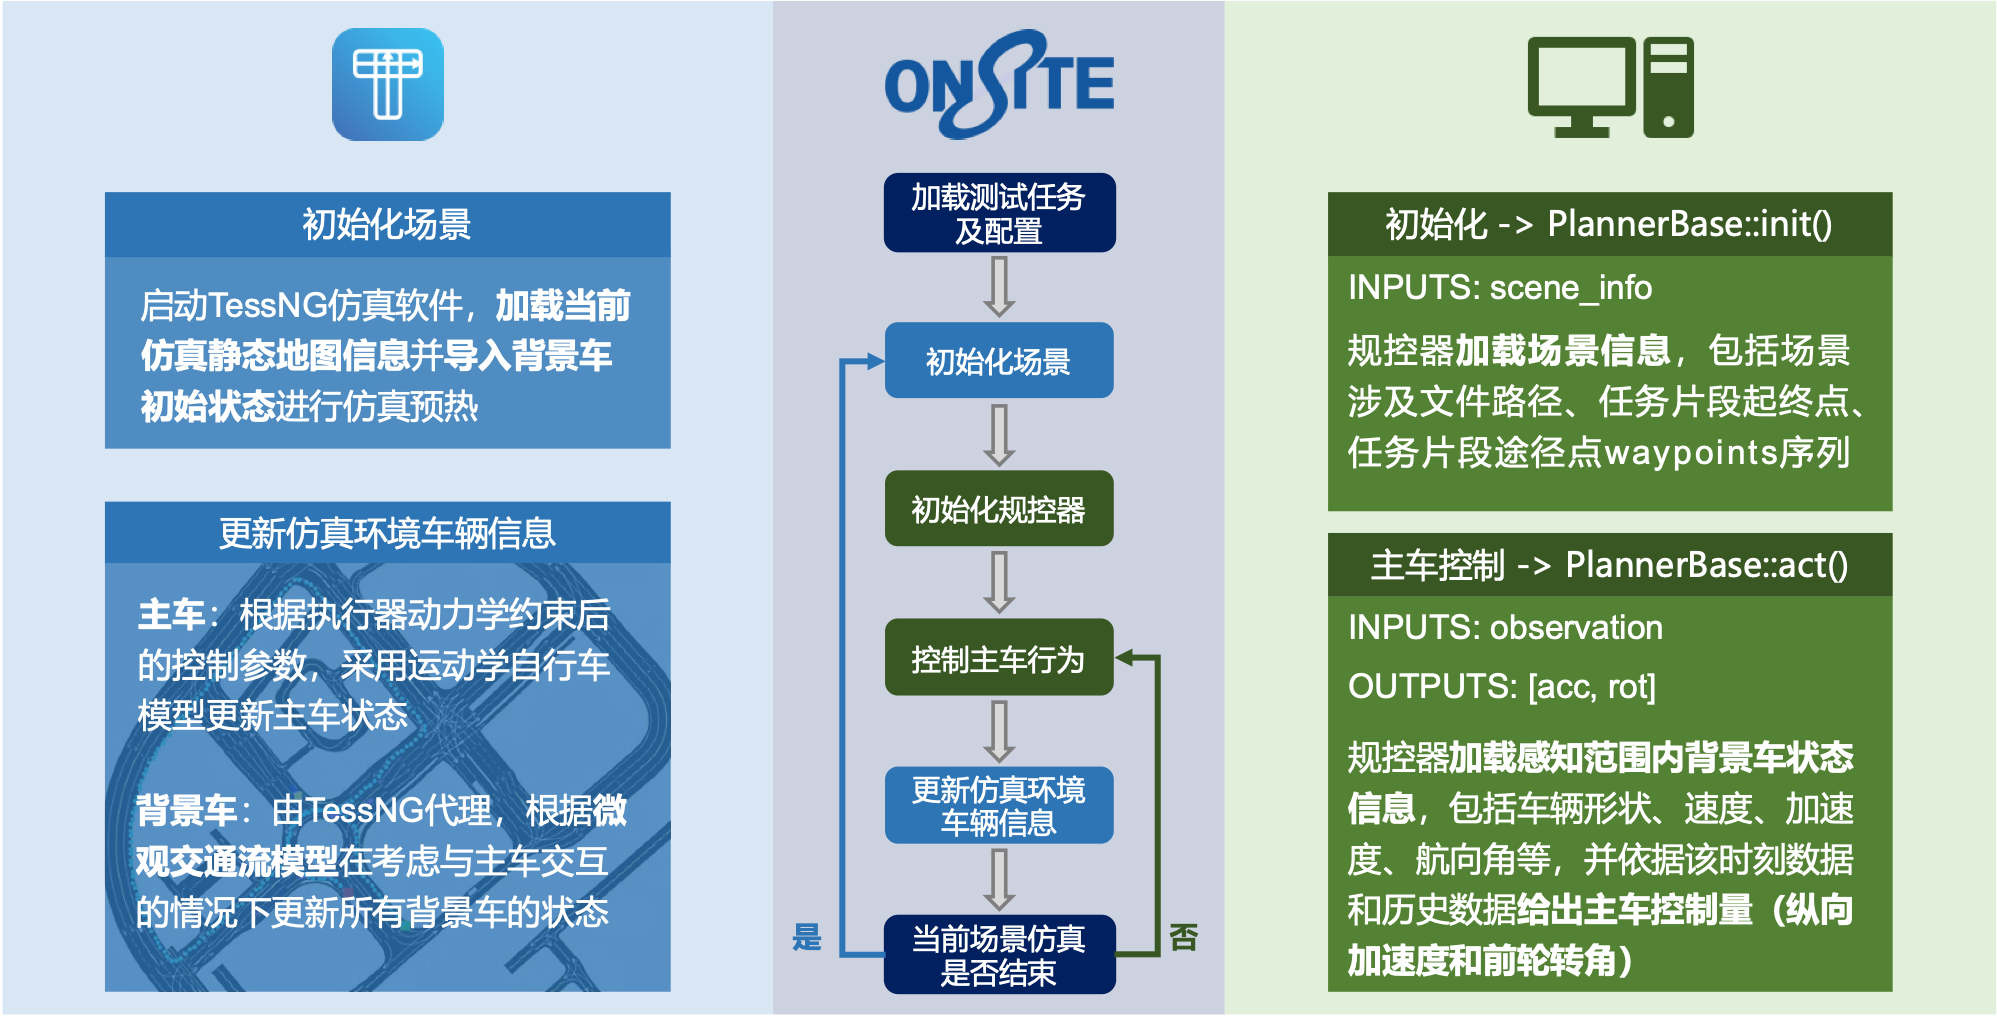 初始化场景
启动TessNG仿真软件，加载当前
仿真静态地图信息并导入背景车
初始状态进行仿真预热
更新仿真环境车辆信息
主车：根据执行器动力学约束后
的控制参数，采用运动学自行车
模型更新主车状态
背景车：由TessNG代理，根据微
观交通流模型在考虑与主车交互
的情况下更新所有背景车的状态
ONSITE
加载测试任务
及配置
初始化场景
初始化规控器
控制主车行为
更新仿真环境
车辆信息
当前场景仿真
是否结束
是
否
初始化 -> PlannerBase::init()
INPUTS: scene_info
规控器加载场景信息，包括场景
涉及文件路径、任务片段起终点、
任务片段途径点waypoints序列
主车控制 -> PlannerBase::act()
INPUTS: observation
OUTPUTS: [acc, rot]
规控器加载感知范围内背景车状态
信息，包括车辆形状、速度、加速
度、航向角等，并依据该时刻数据
和历史数据给出主车控制量（纵向
加速度和前轮转角）